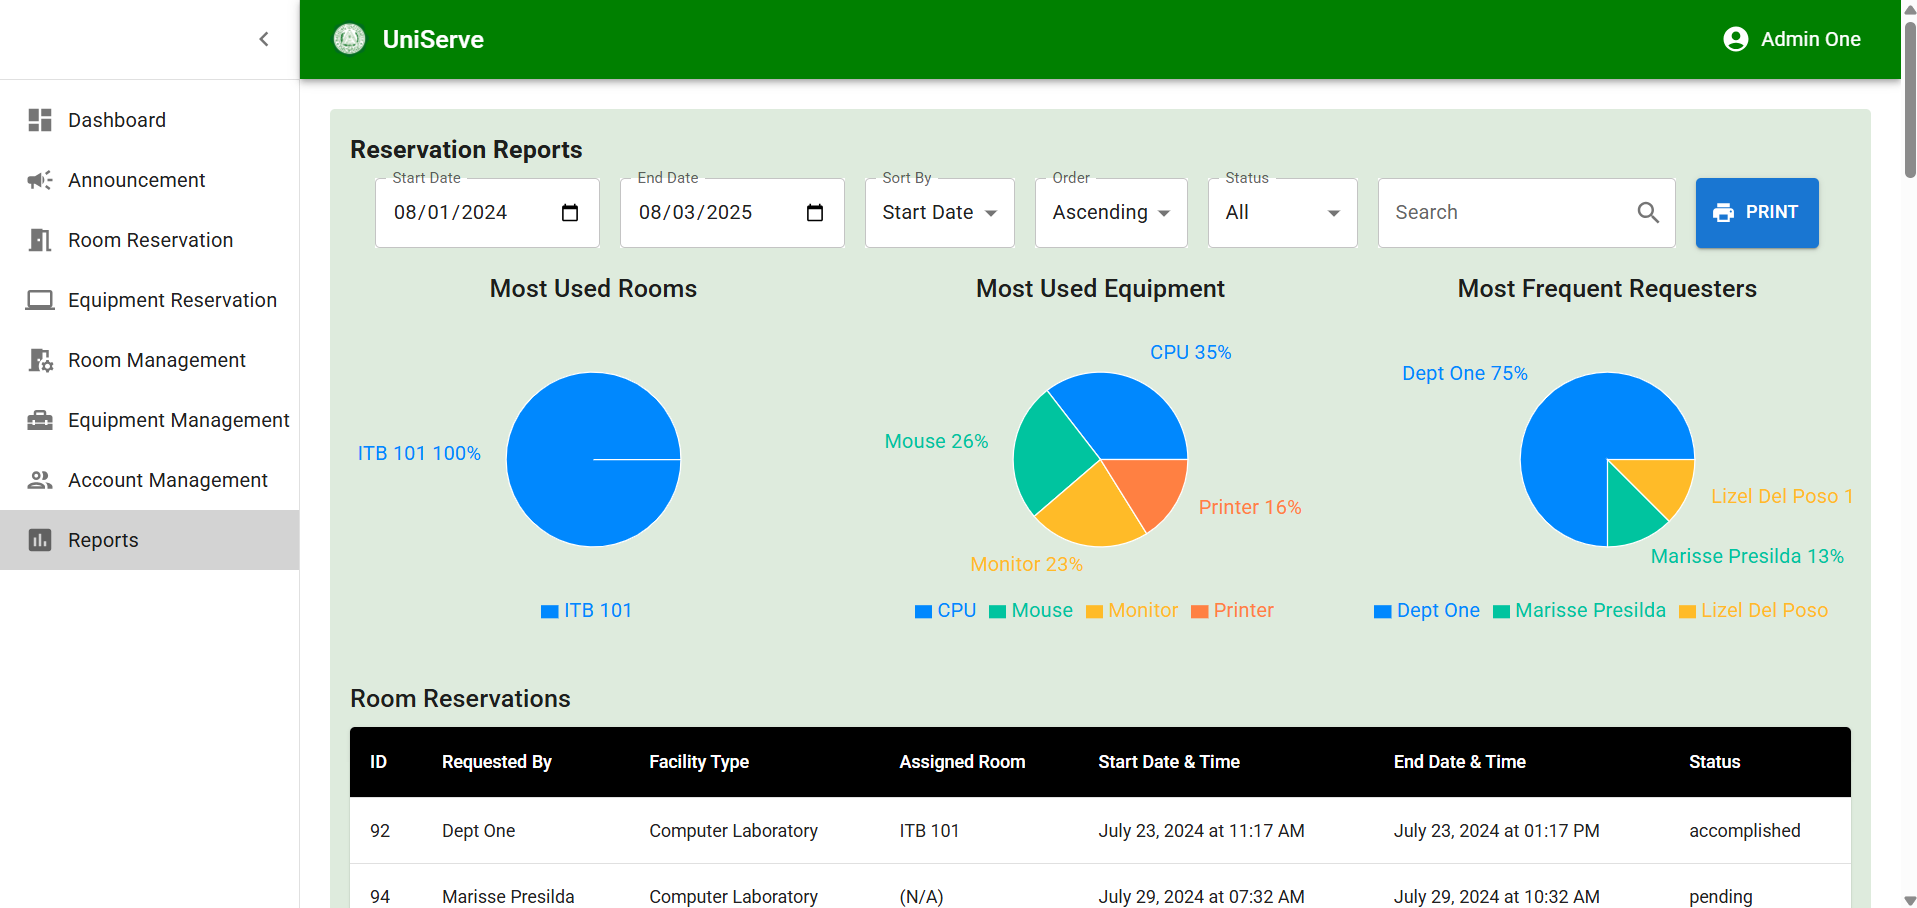 UniServe
Admin One
Dashboard
Announcement
Room Reservation
Equipment Reservation
Room Management
Equipment Management
Account Management
Reports
Reservation Reports
Start Date
08/01/2024
End Date
08/03/2025
Sort By
Start Date
Order
Ascending
Status
All
Search
PRINT
Most Used Rooms
ITB 101 100%
ITB 101
Most Used Equipment
CPU 35%
Mouse 26%
Printer 16%
Monitor 23%
CPU Mouse Monitor Printer
Most Frequent Requesters
Dept One 75%
Lizel Del Poso 1
Marisse Presilda 13%
Dept One Marisse Presilda Lizel Del Poso
Room Reservations
ID Requested By Facility Type Assigned Room Start Date & Time End Date & Time Status
92 Dept One Computer Laboratory ITB 101 July 23, 2024 at 11:17 AM July 23, 2024 at 01:17 PM accomplished
94 Marisse Presilda Computer Laboratory (N/A) July 29, 2024 at 07:32 AM July 29, 2024 at 10:32 AM pending